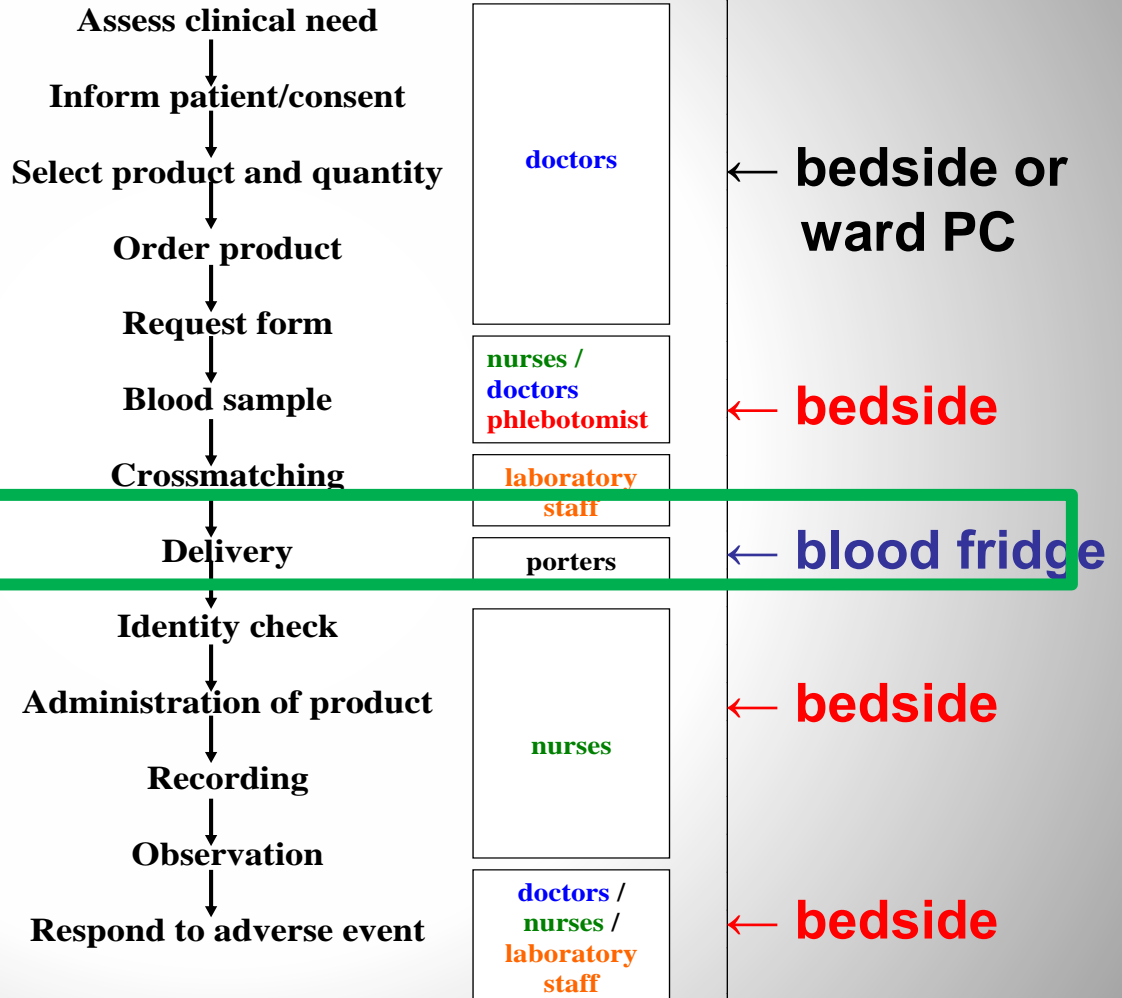 Assess clinical need
Inform patient/consent
Select product and quantity
Order product
Request form
Blood sample
Crossmatching
Delivery
Identity check
Administration of product
Recording
Observation
Respond to adverse event
doctors
nurses /
doctors
phlebotomist
laboratory
staff
porters
nurses
doctors /
nurses /
laboratory
staff
← bedside or
ward PC
← bedside
← blood fridge
← bedside
← bedside